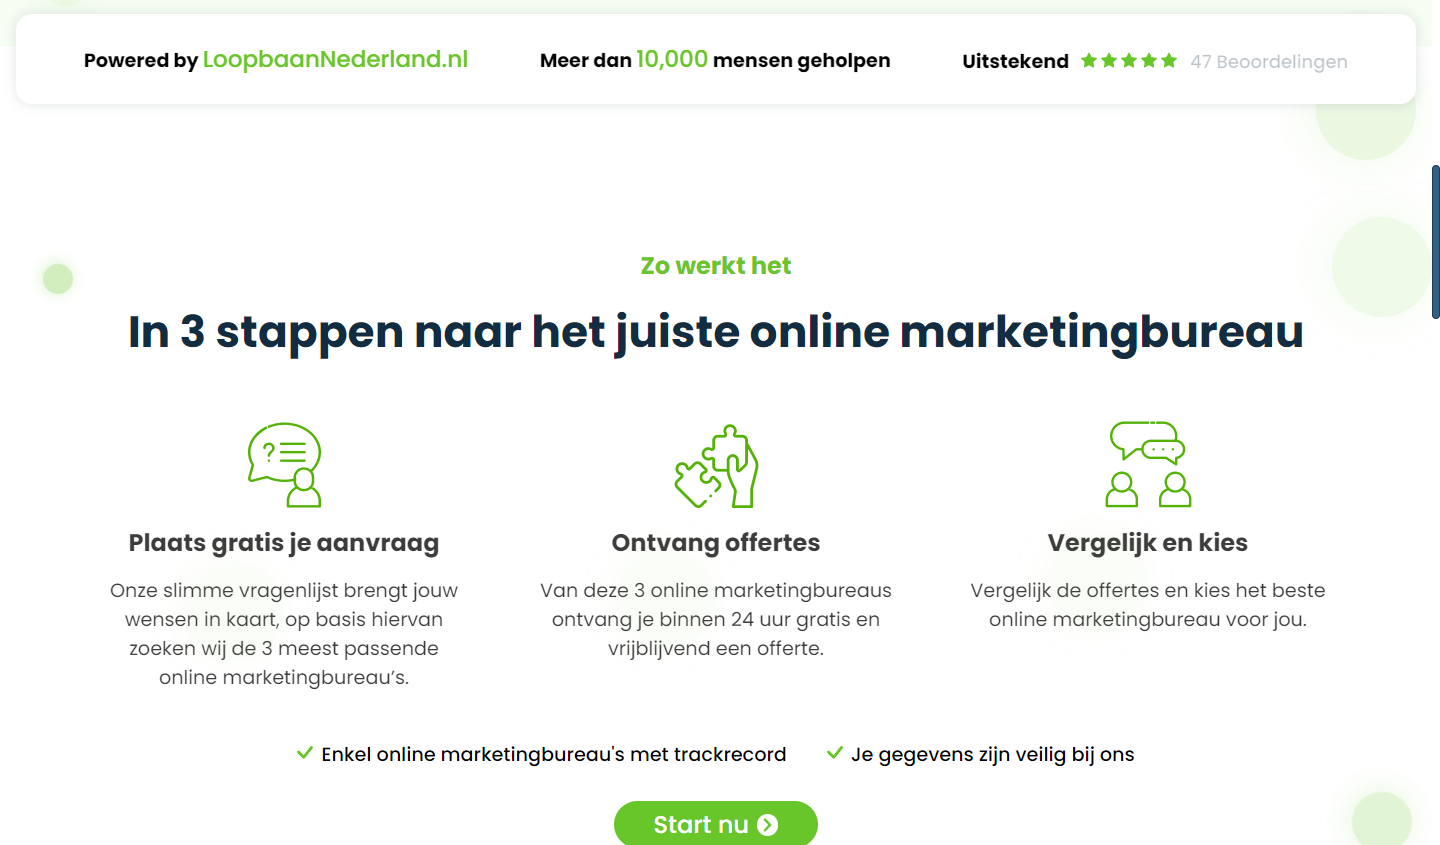 Powered by LoopbaanNederland.nl
Meer dan 10,000 mensen geholpen
Uitstekend 47 Beoordelingen
Zo werkt het
In 3 stappen naar het juiste online marketingbureau
Plaats gratis je aanvraag
Onze slimme vragenlijst brengt jouw
wensen in kaart, op basis hiervan
zoeken wij de 3 meest passende
online marketingbureau’s.
Ontvang offertes
Van deze 3 online marketingbureaus
ontvang je binnen 24 uur gratis en
vrijblijvend een offerte.
Vergelijk en kies
Vergelijk de offertes en kies het beste
online marketingbureau voor jou.
Enkel online marketingbureau's met trackrecord
Je gegevens zijn veilig bij ons
Start nu